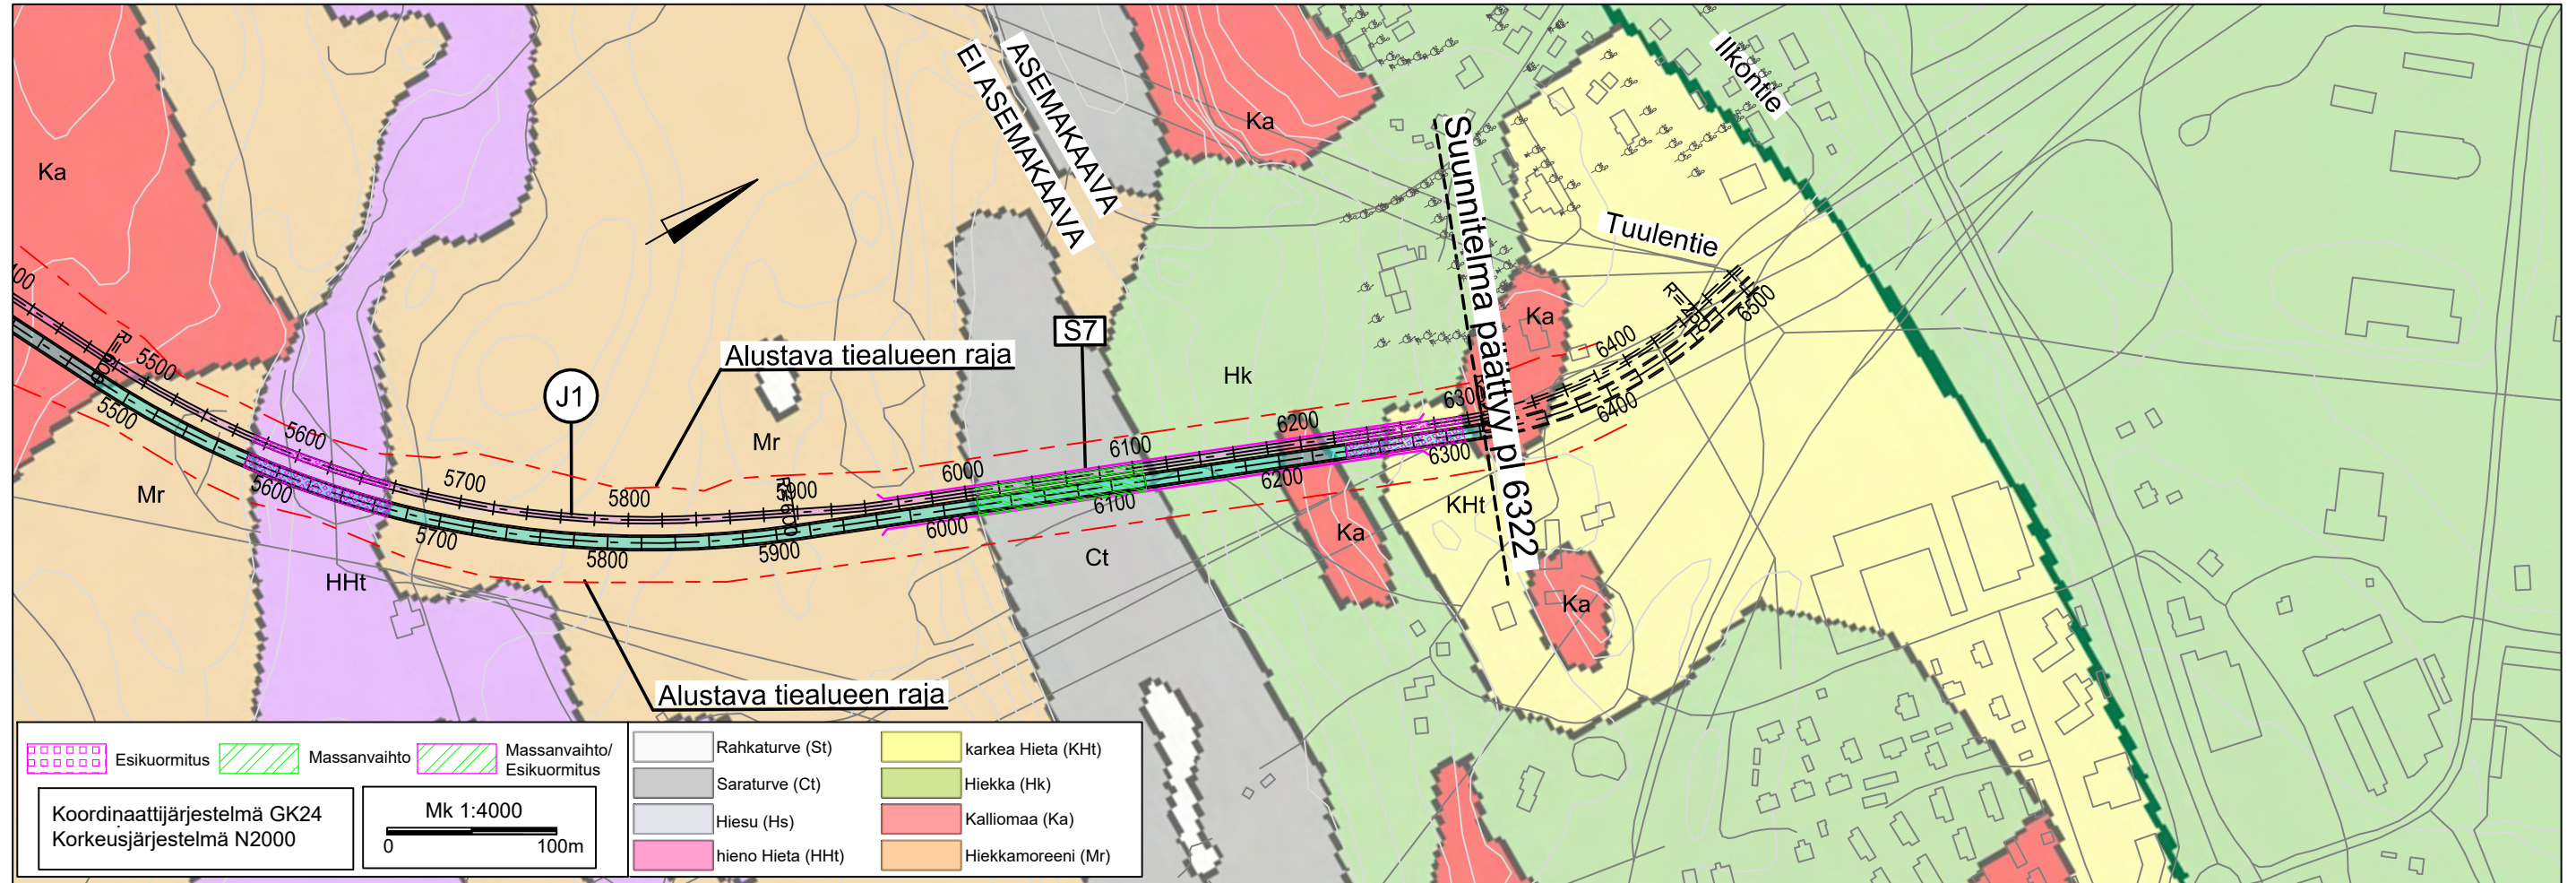 Ka
ASEMAKAAVA
EI ASEMAKAAVA
Ka
Ilkontie
Tuulentie
Suunnitelma päättyy pl 6322
S7
Alustava tiealueen raja
J1
Ka
Hk
Mr
Mr
HHt
Ct
KHt
Ka
Ka
5500
5600
5700
5800
5900
6000
6100
6200
6300
6400
6500
5500
5600
5700
5800
5900
6000
6100
6200
6300
6400
R=600
Alustava tiealueen raja
Esikuormitus
Massanvaihto
Massanvaihto/
Esikuormitus
Koordinaattijärjestelmä GK24
Korkeusjärjestelmä N2000
Mk 1:4000
0 100m
Rahkaturve (St)
Saraturve (Ct)
Hiesu (Hs)
hieno Hieta (HHt)
karkea Hieta (KHt)
Hiekka (Hk)
Kalliomaa (Ka)
Hiekkamoreeni (Mr)